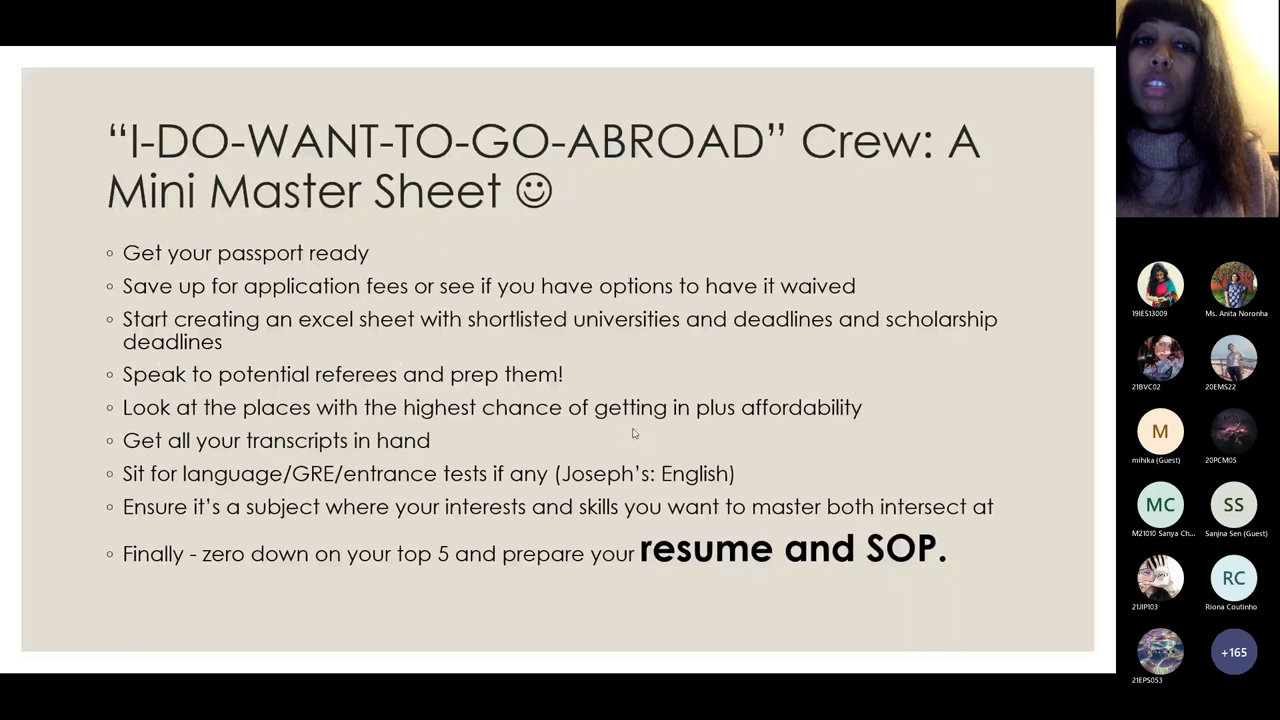 “I-DO-WANT-TO-GO-ABROAD” Crew: A
Mini Master Sheet ☺
◦ Get your passport ready
◦ Save up for application fees or see if you have options to have it waived
◦ Start creating an excel sheet with shortlisted universities and deadlines and scholarship
deadlines
◦ Speak to potential referees and prep them!
◦ Look at the places with the highest chance of getting in plus affordability
◦ Get all your transcripts in hand
◦ Sit for language/GRE/entrance tests if any (Joseph’s: English)
◦ Ensure it’s a subject where your interests and skills you want to master both intersect at
◦ Finally - zero down on your top 5 and prepare your resume and SOP.
19IES13009
Ms. Anita Noronha
21BVC02
20EMS22
M
mihika (Guest)
20PCM05
MC
SS
M21010 Sanya Ch...
Sanjna Sen (Guest)
RC
21JIP103
Riona Coutinho
+165
21EPS053